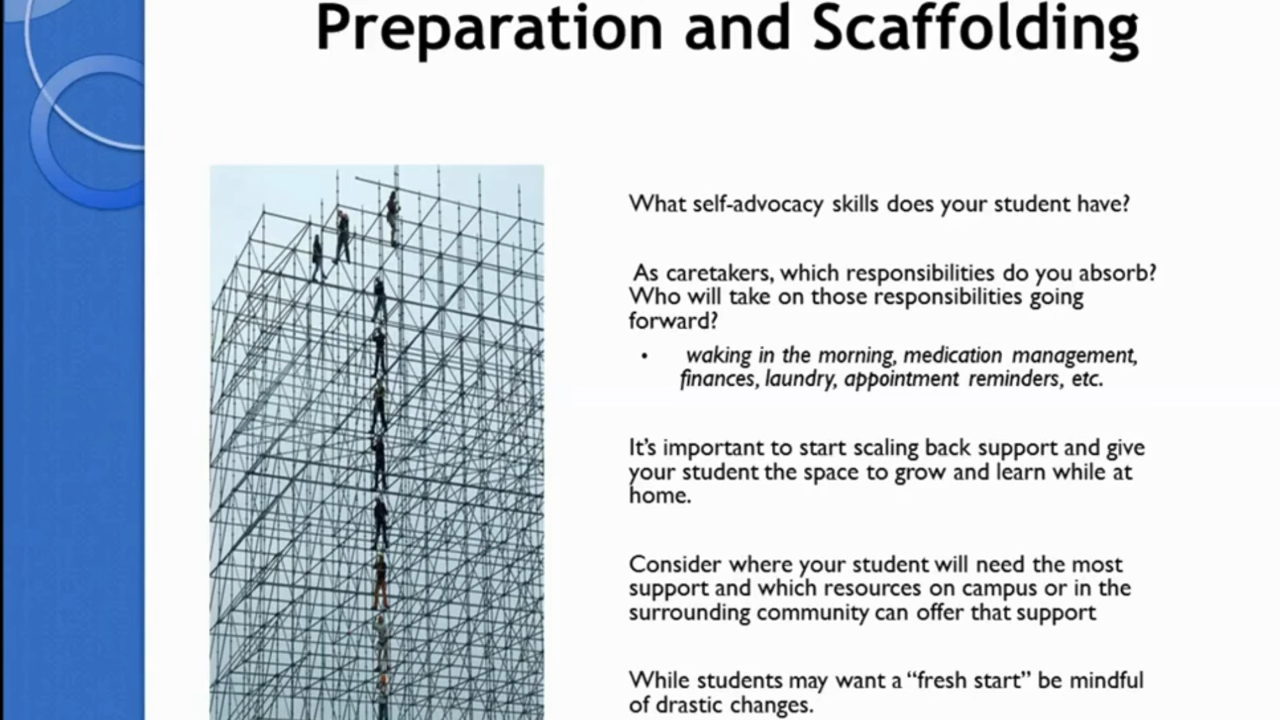 Preparation and Scaffolding
What self-advocacy skills does your student have?
As caretakers, which responsibilities do you absorb?
Who will take on those responsibilities going
forward?
• waking in the morning, medication management,
finances, laundry, appointment reminders, etc.
It's important to start scaling back support and give
your student the space to grow and learn while at
home.
Consider where your student will need the most
support and which resources on campus or in the
surrounding community can offer that support
While students may want a “fresh start” be mindful
of drastic changes.